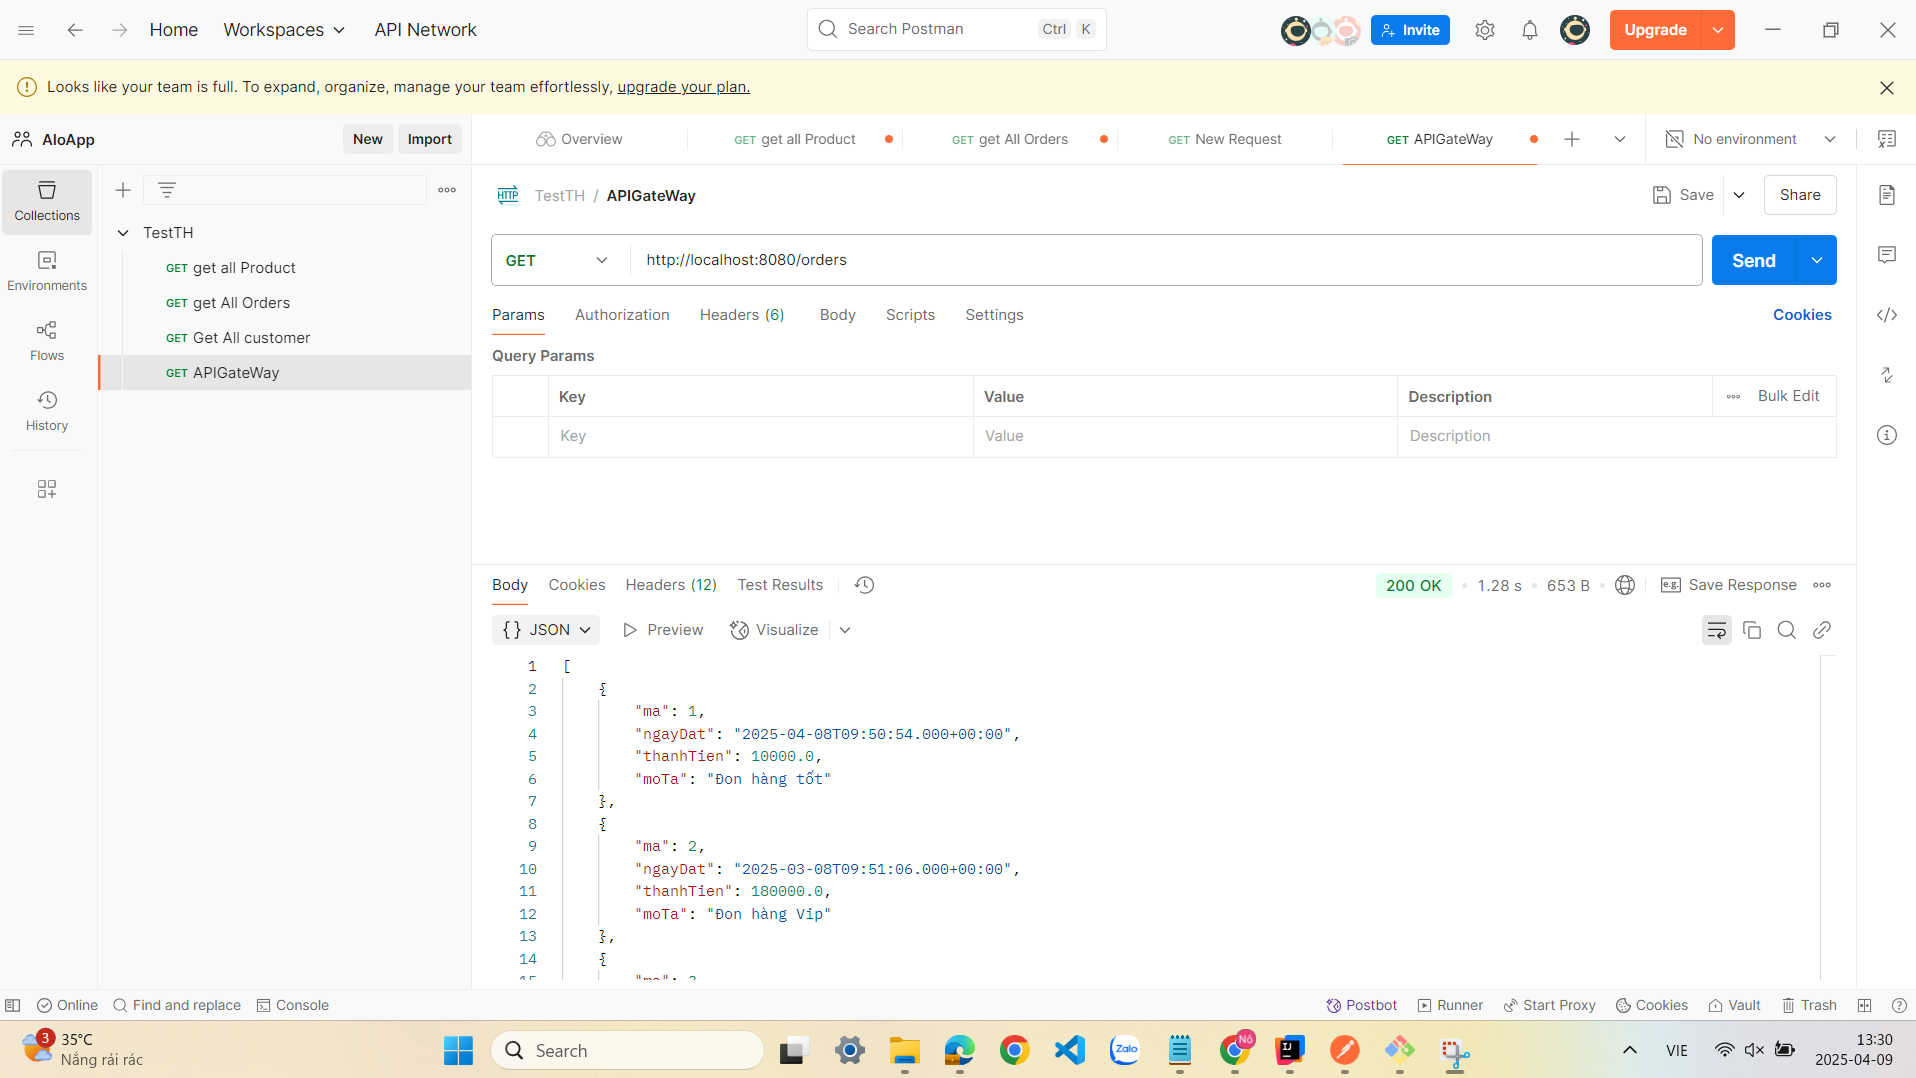 Home Workspaces API Network Search Postman Ctrl K Invite Upgrade
Looks like your team is full. To expand, organize, manage your team effortlessly, upgrade your plan.
AloApp New Import Overview GET get all Product GET get All Orders GET New Request GET APIGateWay No environment
Collections
Environments
Flows
History
TestTH
GET get all Product
GET get All Orders
GET Get All customer
GET APIGateWay
HTTP TestTH / APIGateWay Save Share
GET http://localhost:8080/orders Send
Params Authorization Headers (6) Body Scripts Settings Cookies
Query Params
Key Value Description Bulk Edit
Key Value Description
Body Cookies Headers (12) Test Results 200 OK 1.28 s 653 B e.g. Save Response
{} JSON Preview Visualize
1 [
2 {
3 "ma": 1,
4 "ngayDat": "2025-04-08T09:50:54.000+00:00",
5 "thanhTien": 10000.0,
6 "moTa": "Đon hàng tốt"
7 },
8 {
9 "ma": 2,
10 "ngayDat": "2025-03-08T09:51:06.000+00:00",
11 "thanhTien": 180000.0,
12 "moTa": "Đon hàng Vip"
13 },
14 {
15 "ma": 3
Online Find and replace Console Postbot Runner Start Proxy Cookies Vault Trash
3 35°C
Nắng rải rác
Search Zalo Nô IJ VIE 13:30
2025-04-09